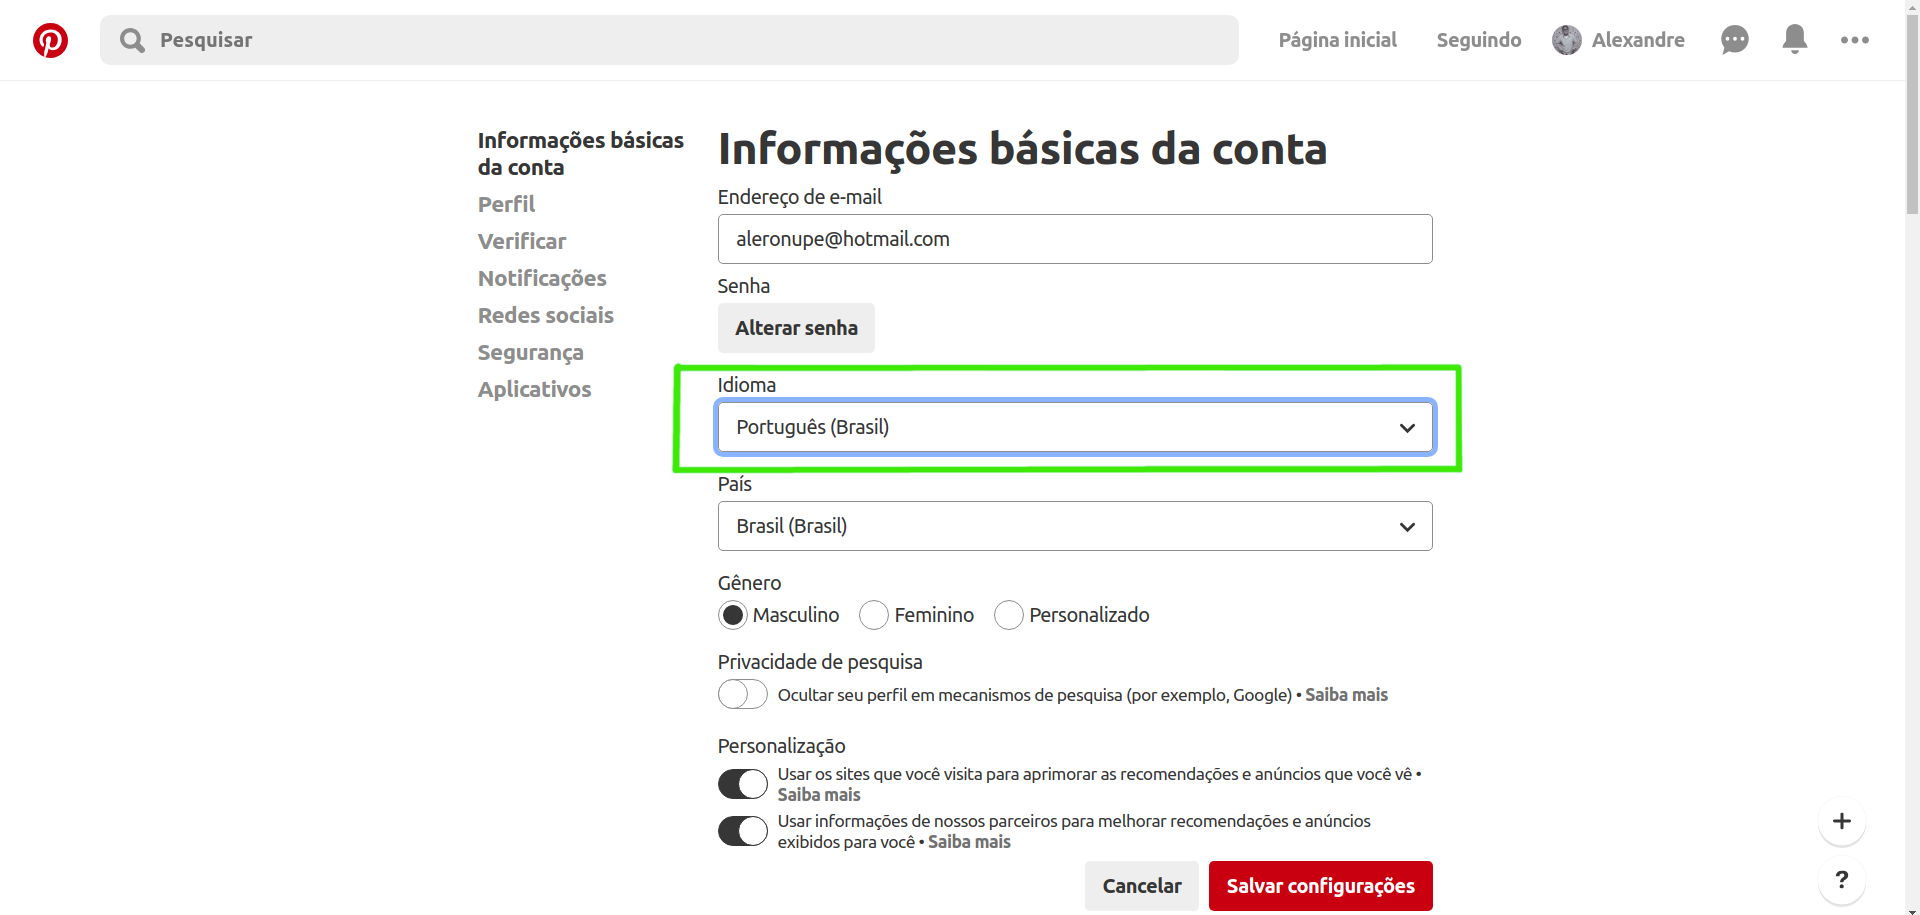 Pesquisar
Página inicial
Seguindo
Alexandre
Informações básicas
da conta
Perfil
Verificar
Notificações
Redes sociais
Segurança
Aplicativos
Informações básicas da conta
Endereço de e-mail
aleronupe@hotmail.com
Senha
Alterar senha
Idioma
Português (Brasil)
País
Brasil (Brasil)
Gênero
Masculino
Feminino
Personalizado
Privacidade de pesquisa
Ocultar seu perfil em mecanismos de pesquisa (por exemplo, Google) • Saiba mais
Personalização
Usar os sites que você visita para aprimorar as recomendações e anúncios que você vê •
Saiba mais
Usar informações de nossos parceiros para melhorar recomendações e anúncios
exibidos para você • Saiba mais
Cancelar
Salvar configurações
+
?